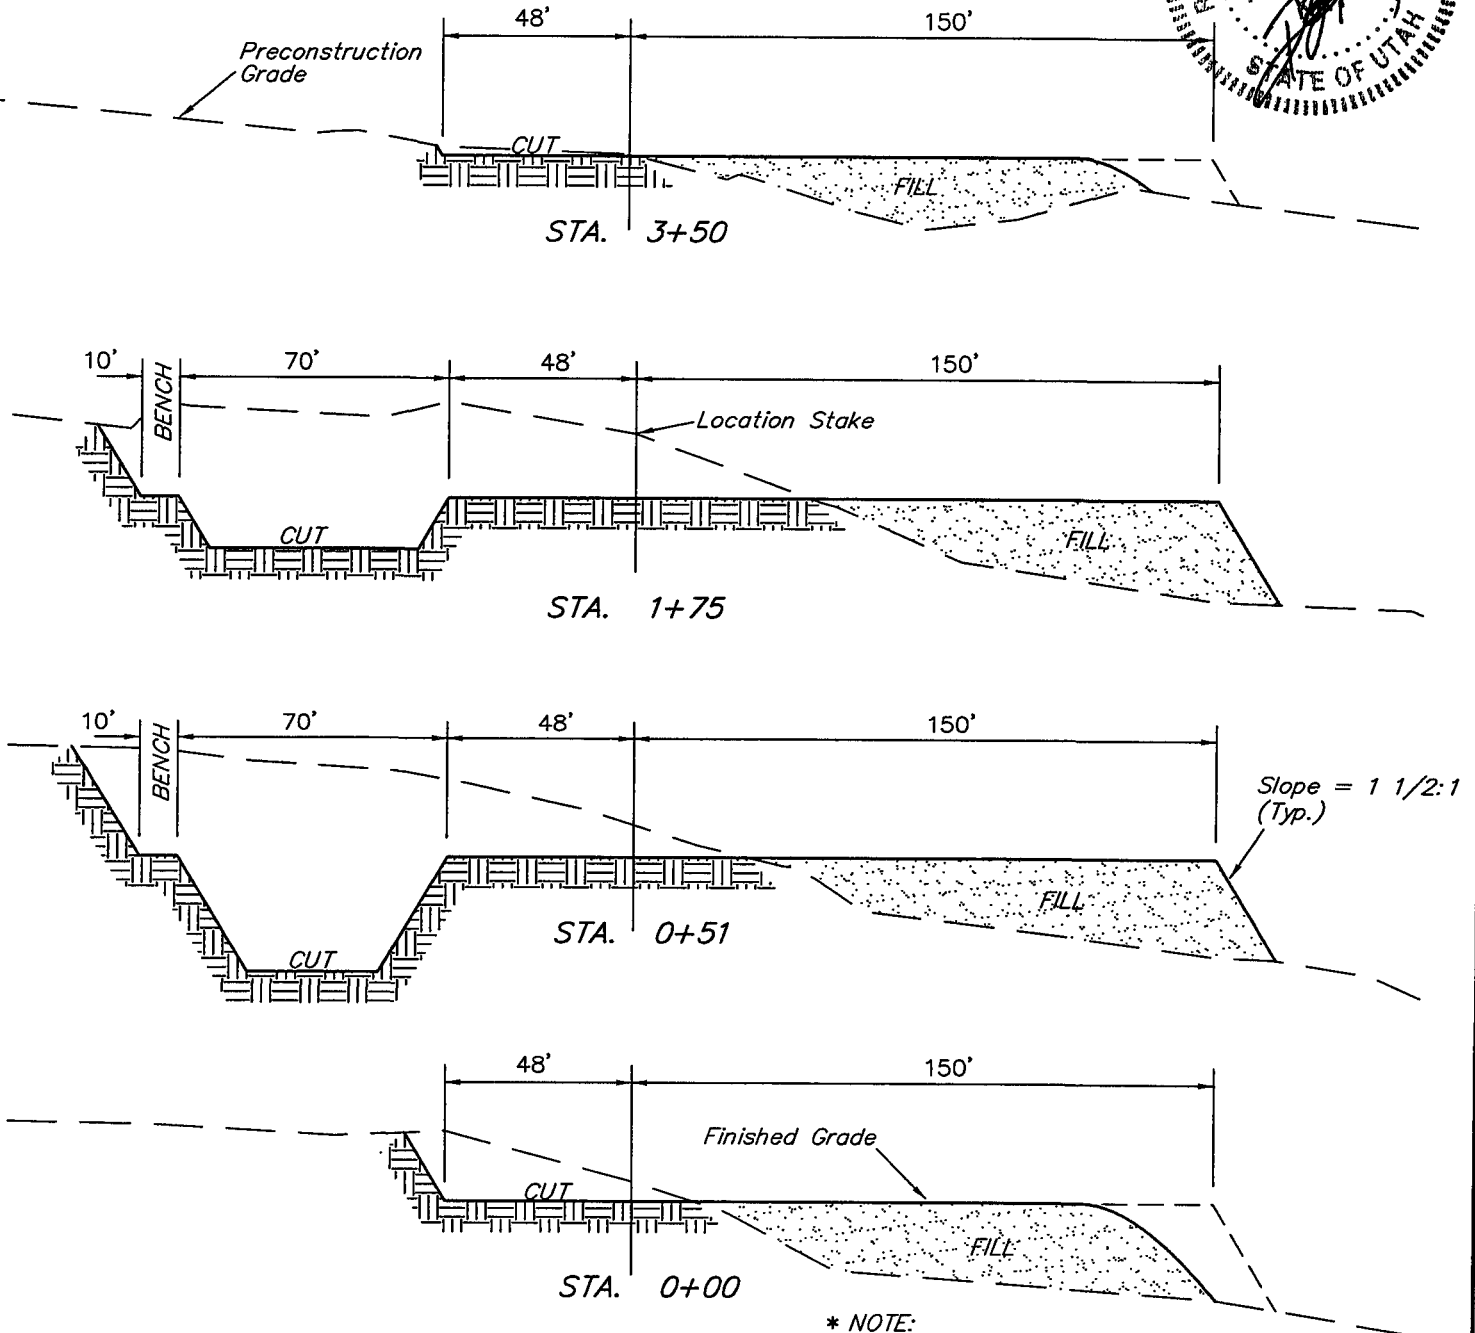 48'
150'
STATE OF UTAH
Preconstruction
Grade
CUT
FILL
STA. 3+50
10'
BENCH
70'
48'
150'
Location Stake
CUT
FILL
STA. 1+75
10'
BENCH
70'
48'
150'
Slope = 1 1/2:1
(Typ.)
CUT
FILL
STA. 0+51
48'
150'
Finished Grade
CUT
FILL
STA. 0+00
* NOTE: